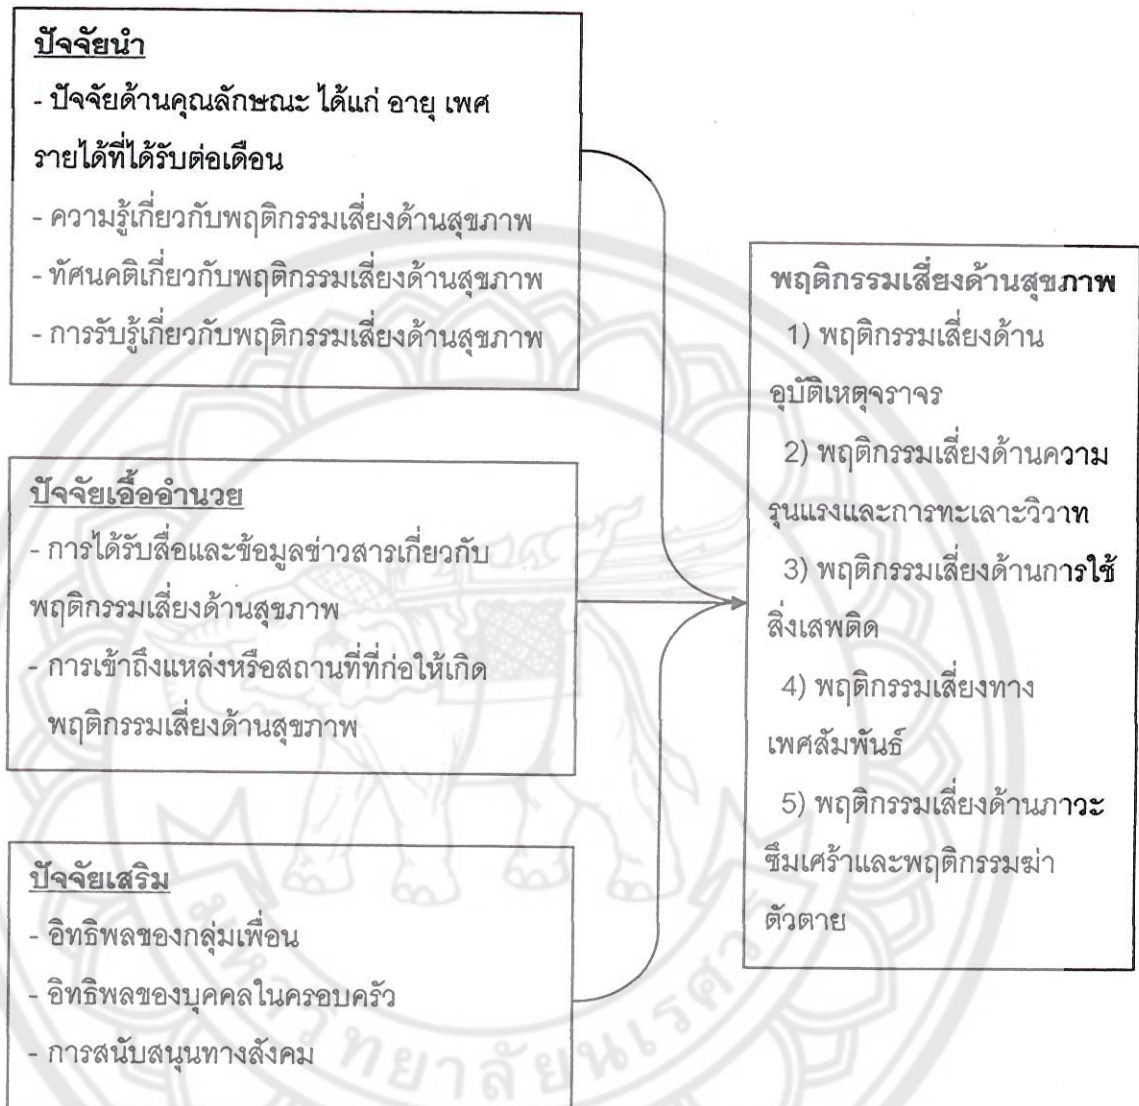 ปัจจัยนำ
- ปัจจัยด้านคุณลักษณะ ได้แก่ อายุ เพศ
รายได้ที่ได้รับต่อเดือน
- ความรู้เกี่ยวกับพฤติกรรมเสี่ยงด้านสุขภาพ
- ทัศนคติเกี่ยวกับพฤติกรรมเสี่ยงด้านสุขภาพ
- การรับรู้เกี่ยวกับพฤติกรรมเสี่ยงด้านสุขภาพ
ปัจจัยเอื้ออำนวย
- การได้รับสื่อและข้อมูลข่าวสารเกี่ยวกับ
พฤติกรรมเสี่ยงด้านสุขภาพ
- การเข้าถึงแหล่งหรือสถานที่ที่ก่อให้เกิด
พฤติกรรมเสี่ยงด้านสุขภาพ
ปัจจัยเสริม
- อิทธิพลของกลุ่มเพื่อน
- อิทธิพลของบุคคลในครอบครัว
- การสนับสนุนทางสังคม
พฤติกรรมเสี่ยงด้านสุขภาพ
1) พฤติกรรมเสี่ยงด้าน
อุบัติเหตุจราจร
2) พฤติกรรมเสี่ยงด้านความ
รุนแรงและการทะเลาะวิวาท
3) พฤติกรรมเสี่ยงด้านการใช้
สิ่งเสพติด
4) พฤติกรรมเสี่ยงทาง
เพศสัมพันธ์
5) พฤติกรรมเสี่ยงด้านภาวะ
ซึมเศร้าและพฤติกรรมฆ่า
ตัวตาย